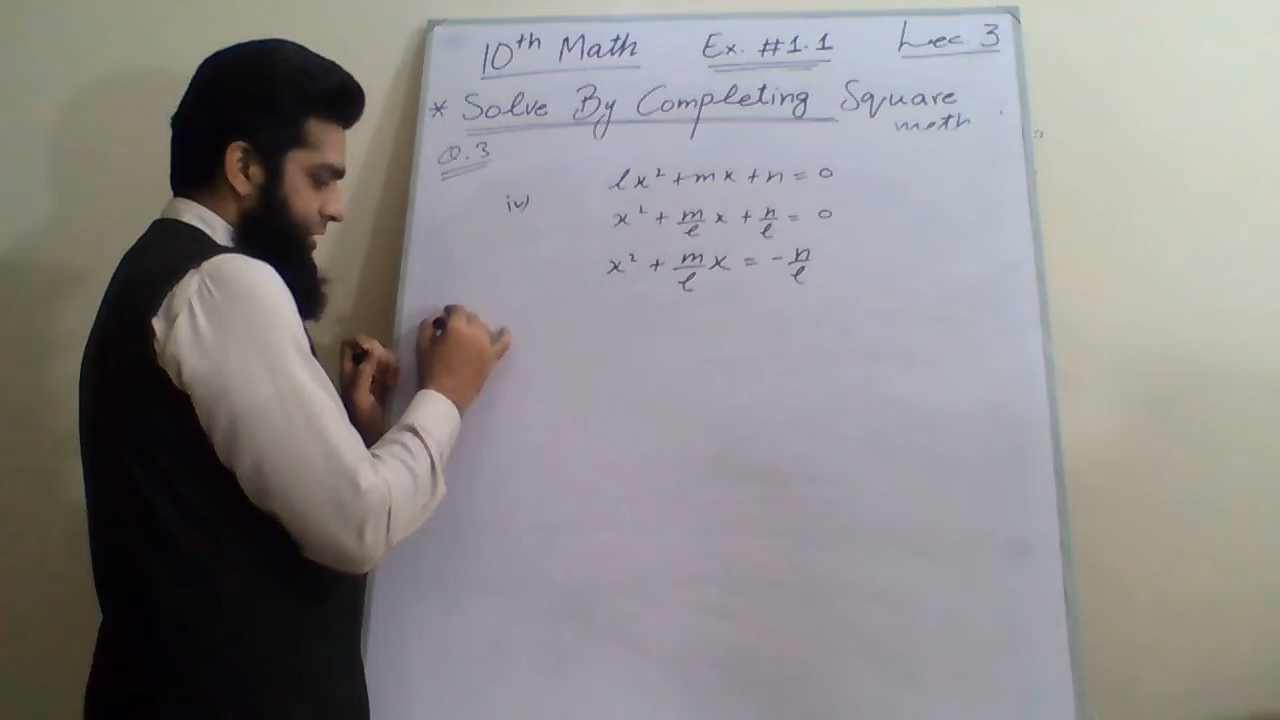 10th Math Ex. #1.1 Lec 3
* Solve By Completing Square
meth
Q.3
lx² + mx + n = 0
iv)
x² + m/l x + n/l = 0
x² + m/l x = - n/l